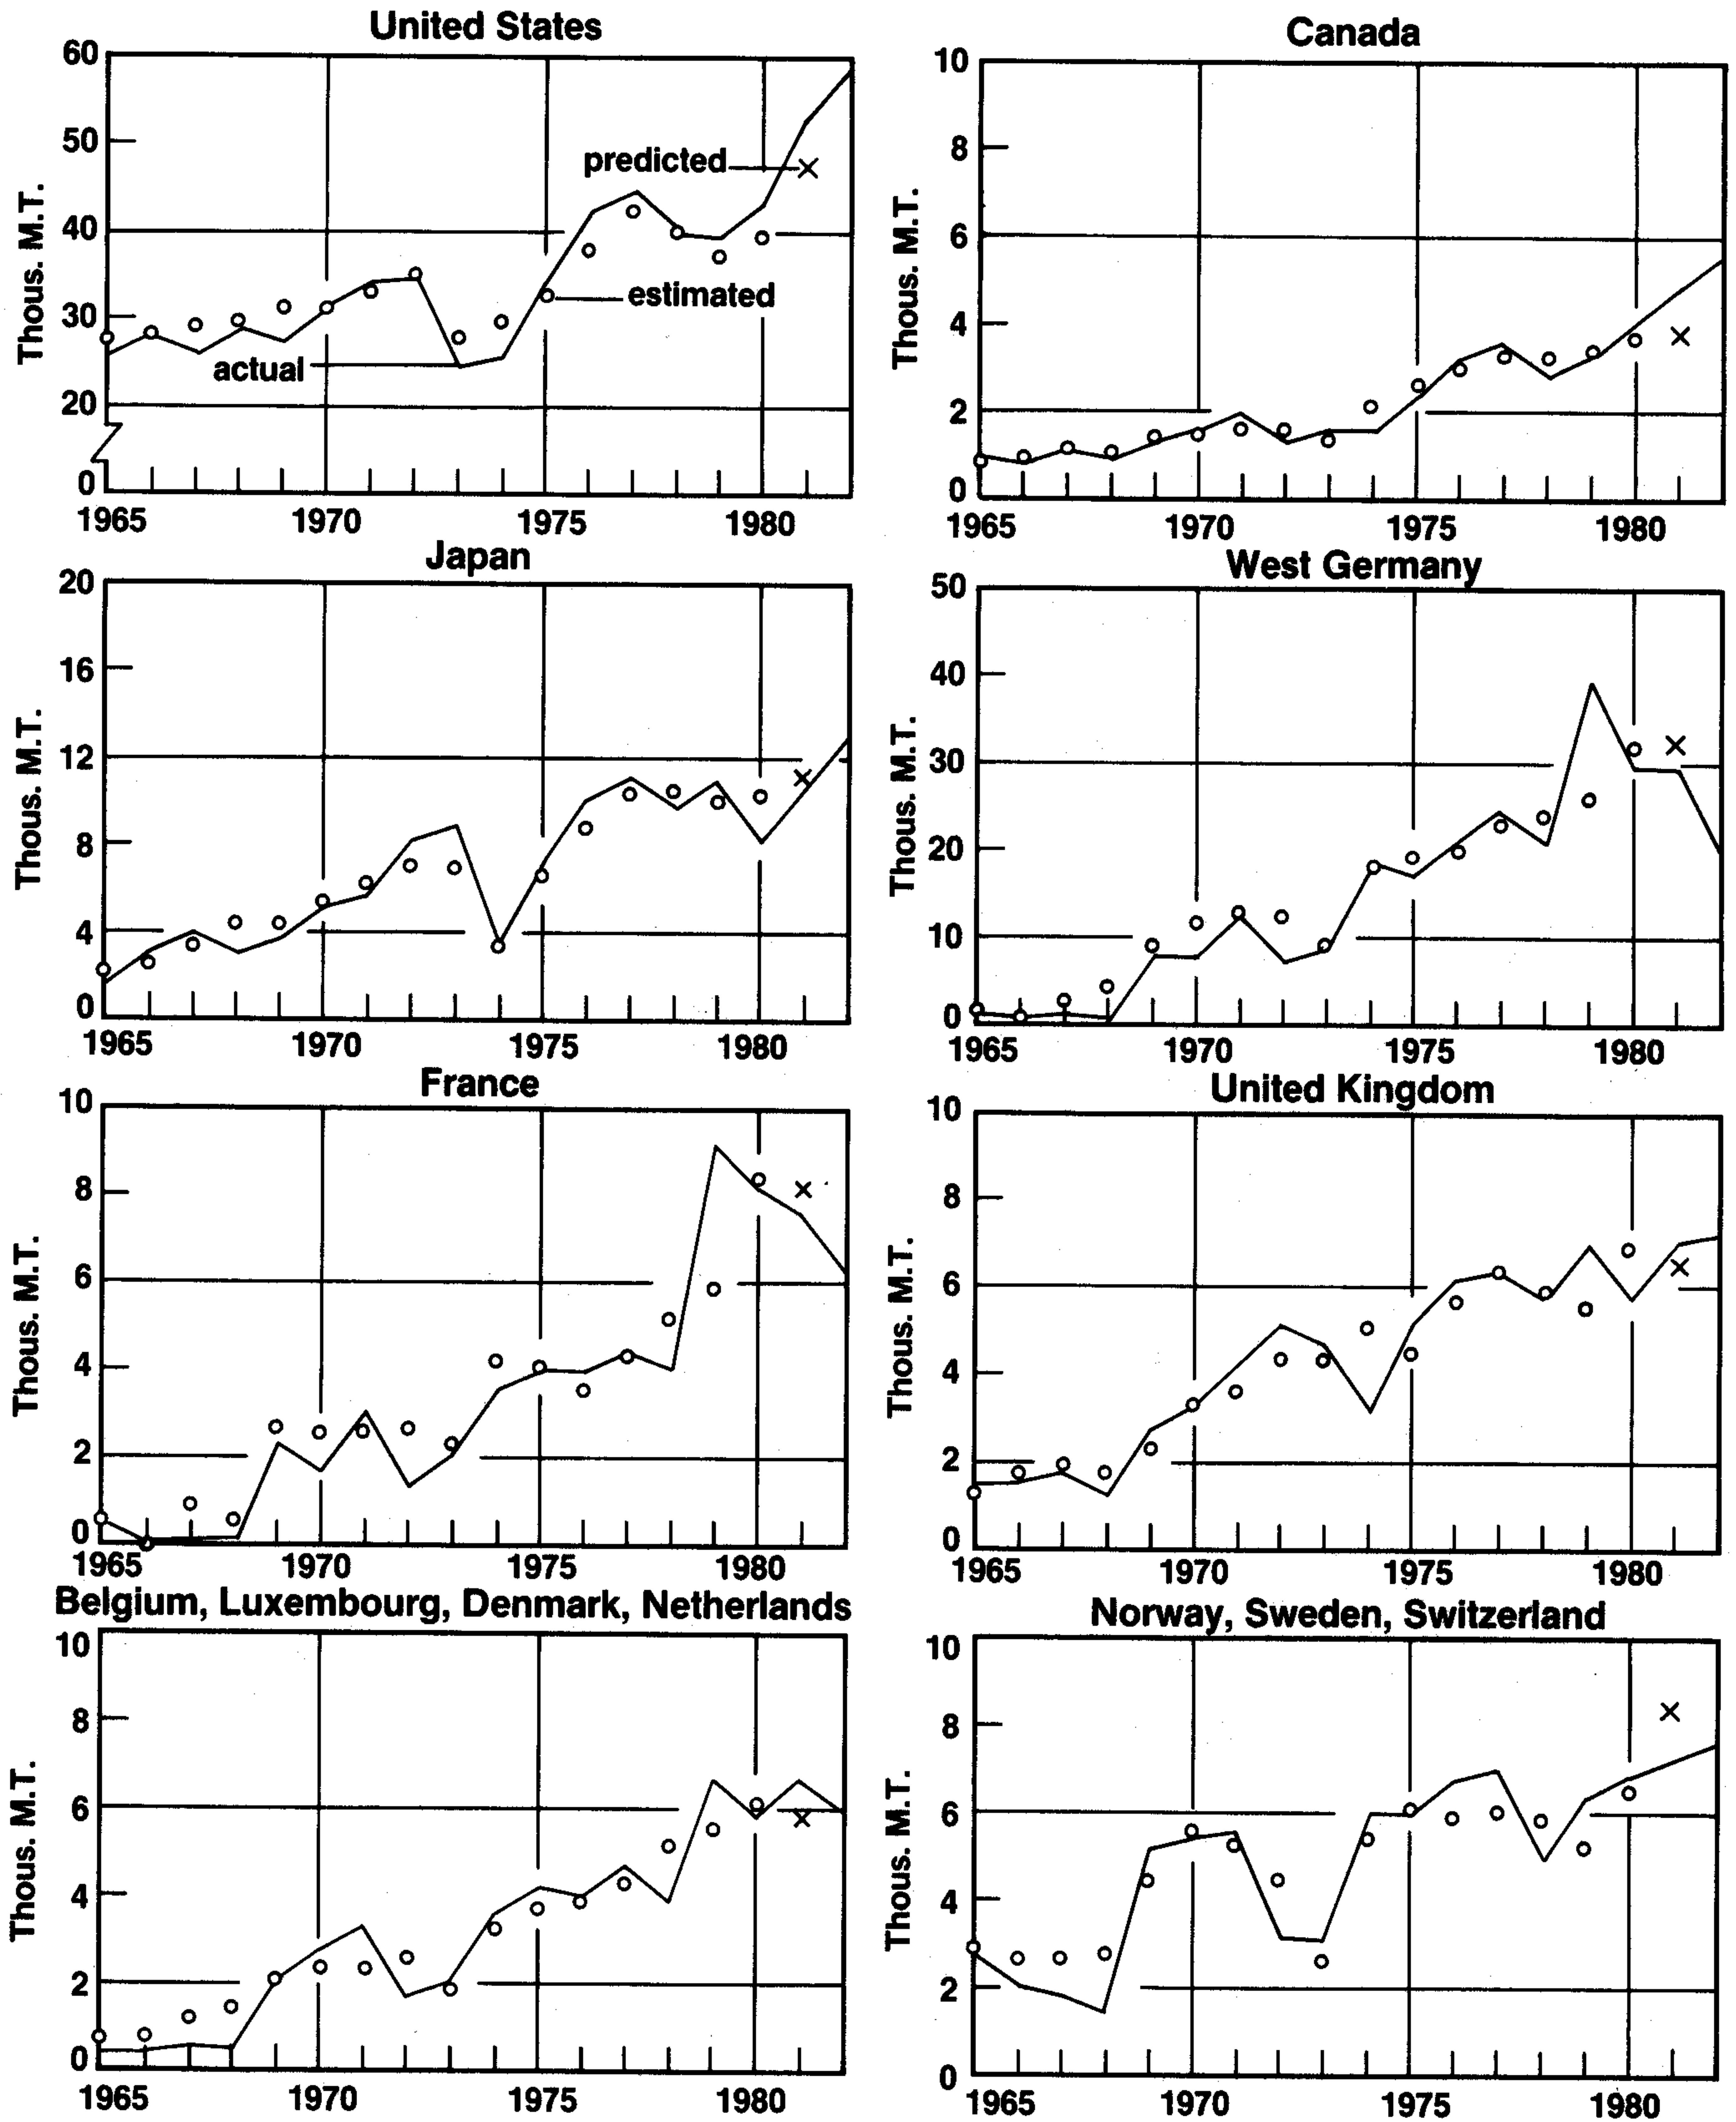 United States
60
50
predicted
40
estimated
30
actual
20
0
Thous. M.T.
1965 1970 1975 1980
Canada
10
8
6
4
2
0
Thous. M.T.
1965 1970 1975 1980
Japan
20
16
12
8
4
0
Thous. M.T.
1965 1970 1975 1980
West Germany
50
40
30
20
10
0
Thous. M.T.
1965 1970 1975 1980
France
10
8
6
4
2
0
Thous. M.T.
1965 1970 1975 1980
United Kingdom
10
8
6
4
2
0
Thous. M.T.
1965 1970 1975 1980
Belgium, Luxembourg, Denmark, Netherlands
10
8
6
4
2
0
Thous. M.T.
1965 1970 1975 1980
Norway, Sweden, Switzerland
10
8
6
4
2
0
Thous. M.T.
1965 1970 1975 1980